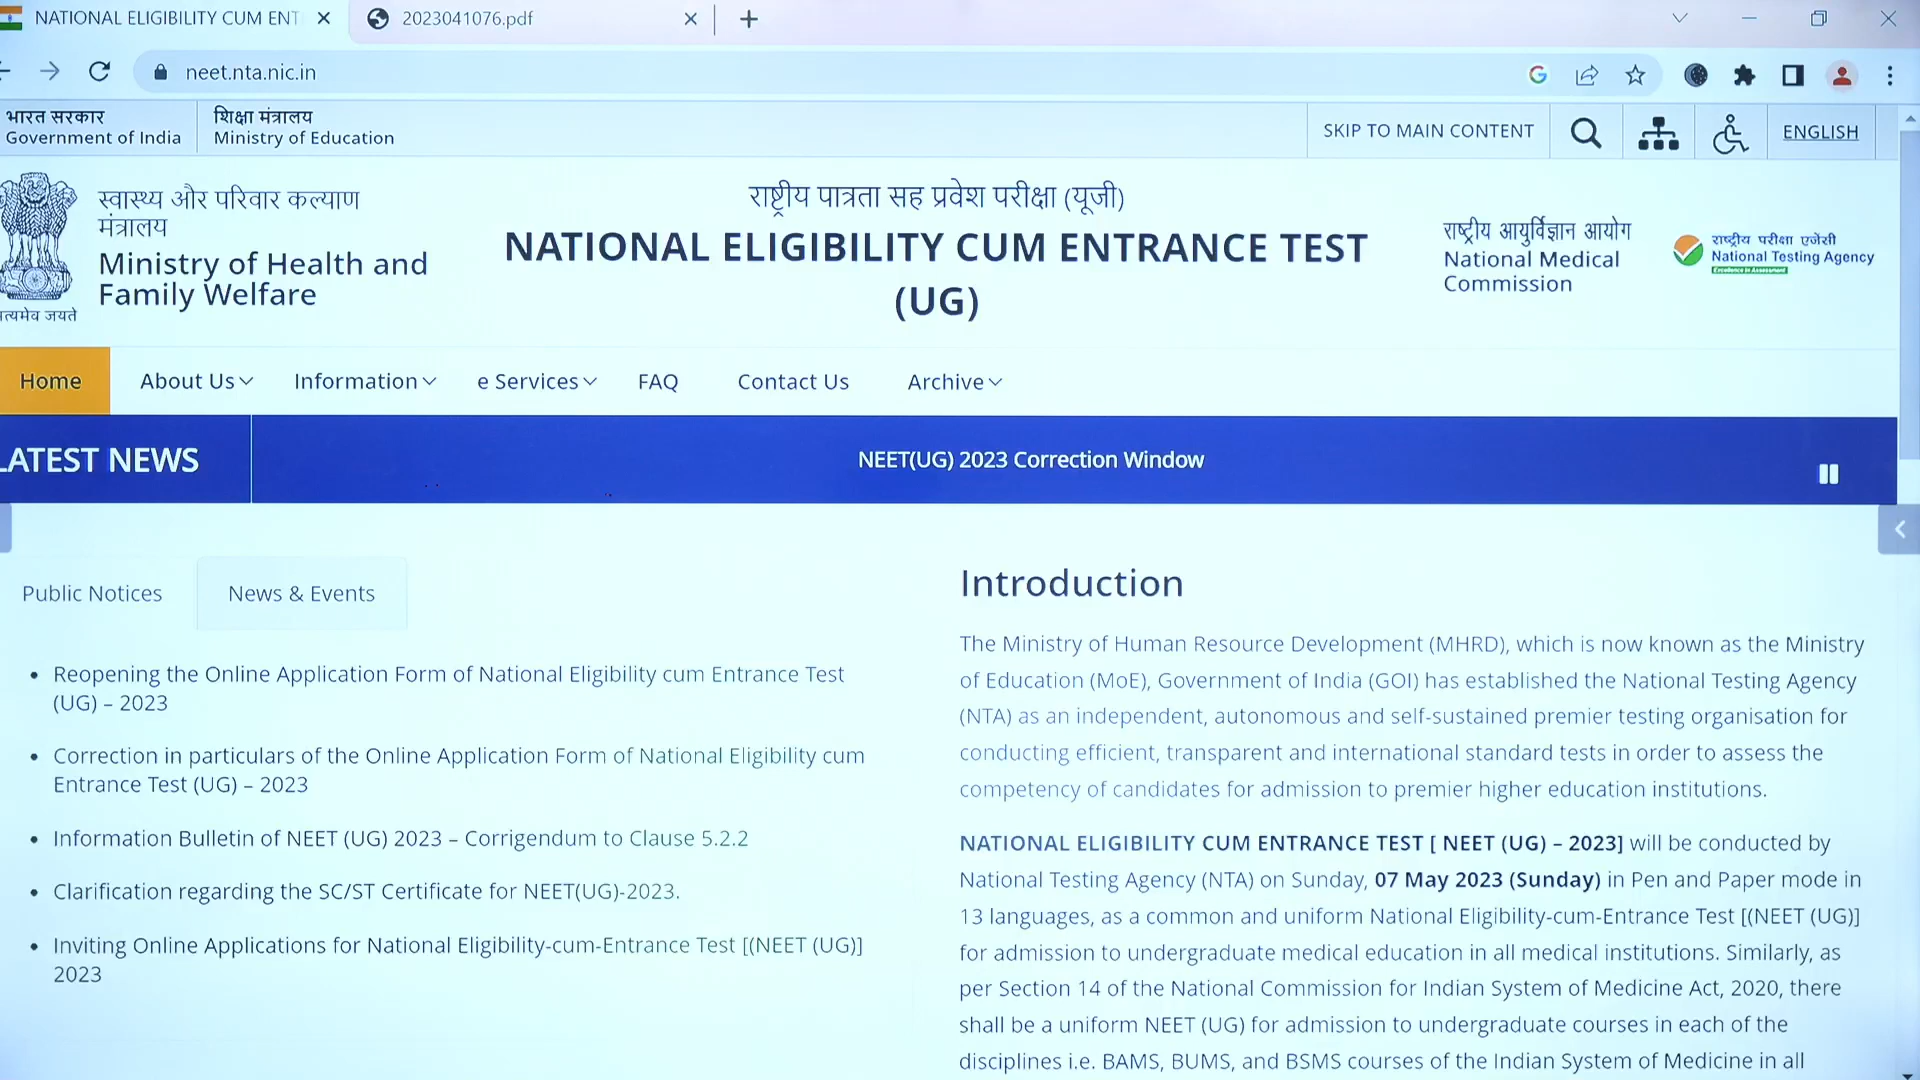 NATIONAL ELIGIBILITY CUM ENT
2023041076.pdf
neet.nta.nic.in
भारत सरकार
Government of India
शिक्षा मंत्रालय
Ministry of Education
SKIP TO MAIN CONTENT
ENGLISH
स्वास्थ्य और परिवार कल्याण
मंत्रालय
Ministry of Health and
Family Welfare
त्यमेव जयते
राष्ट्रीय पात्रता सह प्रवेश परीक्षा (यूजी)
NATIONAL ELIGIBILITY CUM ENTRANCE TEST
(UG)
राष्ट्रीय आयुर्विज्ञान आयोग
National Medical
Commission
राष्ट्रीय परीक्षा एजेंसी
National Testing Agency
Excellence in Assessment
Home
About Us
Information
e Services
FAQ
Contact Us
Archive
LATEST NEWS
NEET(UG) 2023 Correction Window
Public Notices
News & Events
Reopening the Online Application Form of National Eligibility cum Entrance Test
(UG) – 2023
Correction in particulars of the Online Application Form of National Eligibility cum
Entrance Test (UG) – 2023
Information Bulletin of NEET (UG) 2023 – Corrigendum to Clause 5.2.2
Clarification regarding the SC/ST Certificate for NEET(UG)-2023.
Inviting Online Applications for National Eligibility-cum-Entrance Test [(NEET (UG)]
2023
Introduction
The Ministry of Human Resource Development (MHRD), which is now known as the Ministry
of Education (MoE), Government of India (GOI) has established the National Testing Agency
(NTA) as an independent, autonomous and self-sustained premier testing organisation for
conducting efficient, transparent and international standard tests in order to assess the
competency of candidates for admission to premier higher education institutions.
NATIONAL ELIGIBILITY CUM ENTRANCE TEST [ NEET (UG) – 2023] will be conducted by
National Testing Agency (NTA) on Sunday, 07 May 2023 (Sunday) in Pen and Paper mode in
13 languages, as a common and uniform National Eligibility-cum-Entrance Test [(NEET (UG)]
for admission to undergraduate medical education in all medical institutions. Similarly, as
per Section 14 of the National Commission for Indian System of Medicine Act, 2020, there
shall be a uniform NEET (UG) for admission to undergraduate courses in each of the
disciplines i.e. BAMS, BUMS, and BSMS courses of the Indian System of Medicine in all